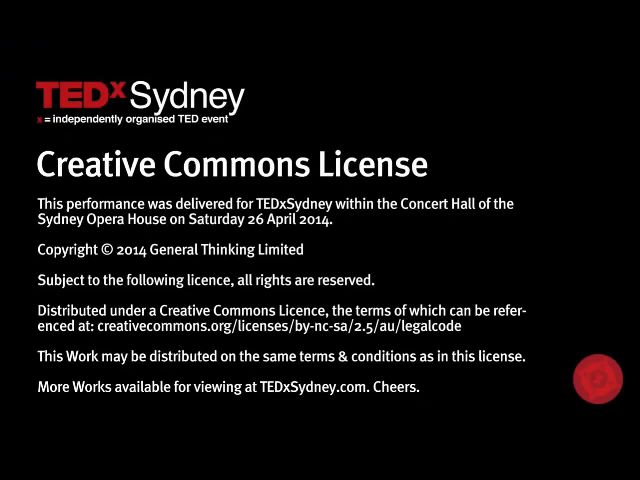 TEDxSydney
x = independently organised TED event
Creative Commons License
This performance was delivered for TEDxSydney within the Concert Hall of the
Sydney Opera House on Saturday 26 April 2014.
Copyright © 2014 General Thinking Limited
Subject to the following licence, all rights are reserved.
Distributed under a Creative Commons Licence, the terms of which can be refer-
enced at: creativecommons.org/licenses/by-nc-sa/2.5/au/legalcode
This Work may be distributed on the same terms & conditions as in this license.
More Works available for viewing at TEDxSydney.com. Cheers.